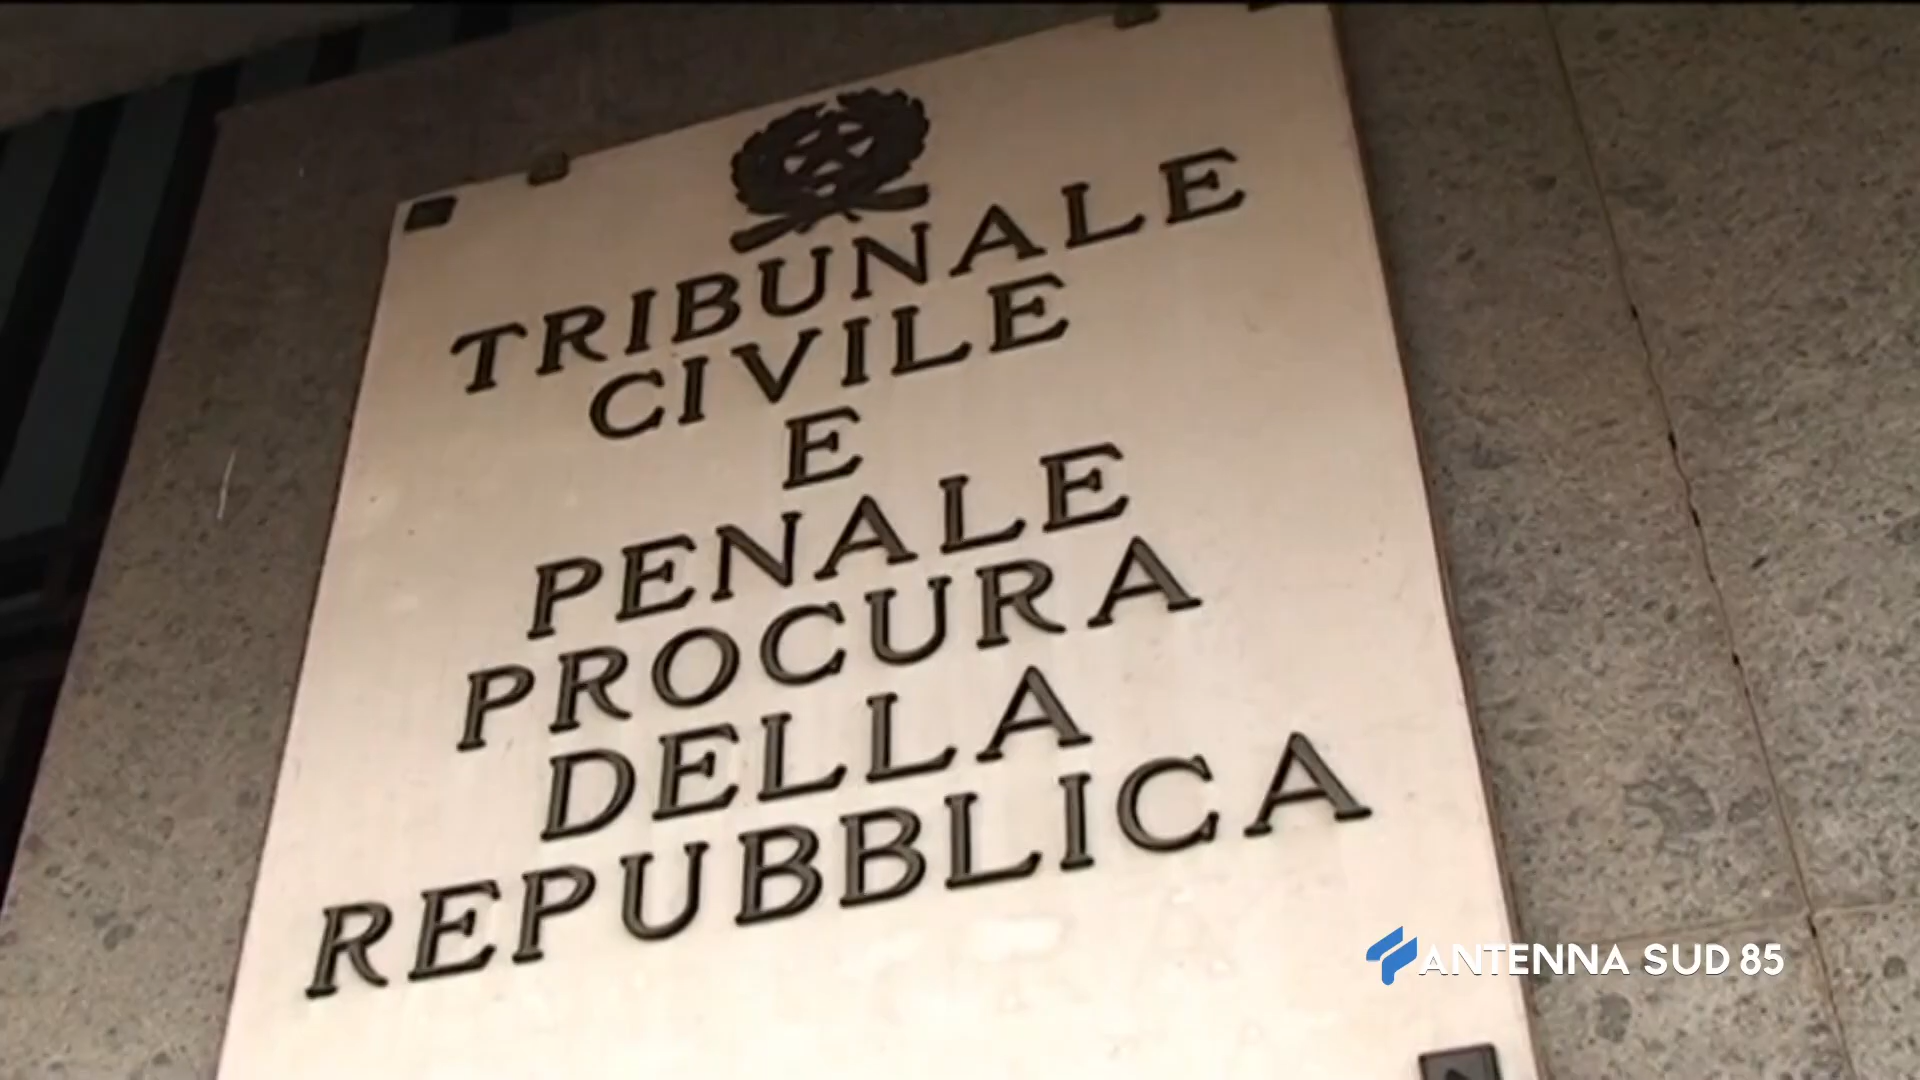 TRIBUNALE
CIVILE
E
PENALE
PROCURA
DELLA
REPUBBLICA
ANTENNA SUD 85